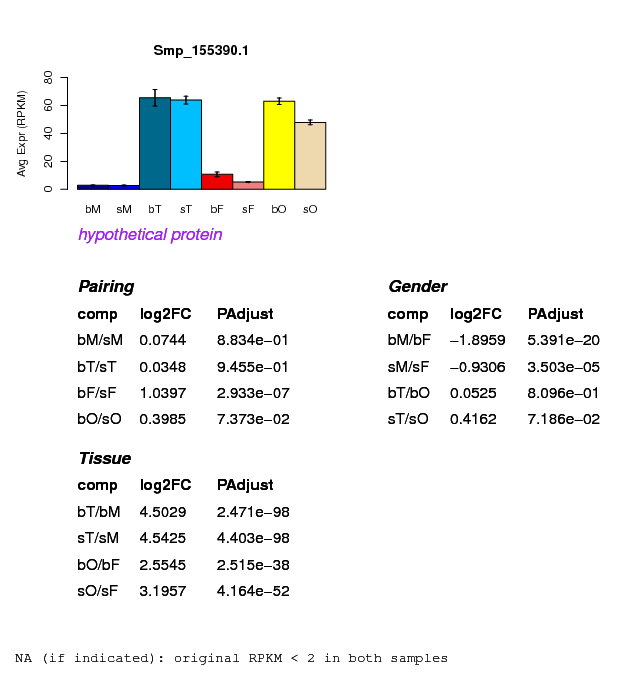 Smp_155390.1
Avg Expr (RPKM)
0 20 40 60 80
bM sM bT sT bF sF bO sO
hypothetical protein
Pairing
comp log2FC PAdjust
bM/sM 0.0744 8.834e−01
bT/sT 0.0348 9.455e−01
bF/sF 1.0397 2.933e−07
bO/sO 0.3985 7.373e−02
Gender
comp log2FC PAdjust
bM/bF −1.8959 5.391e−20
sM/sF −0.9306 3.503e−05
bT/bO 0.0525 8.096e−01
sT/sO 0.4162 7.186e−02
Tissue
comp log2FC PAdjust
bT/bM 4.5029 2.471e−98
sT/sM 4.5425 4.403e−98
bO/bF 2.5545 2.515e−38
sO/sF 3.1957 4.164e−52
NA (if indicated): original RPKM < 2 in both samples